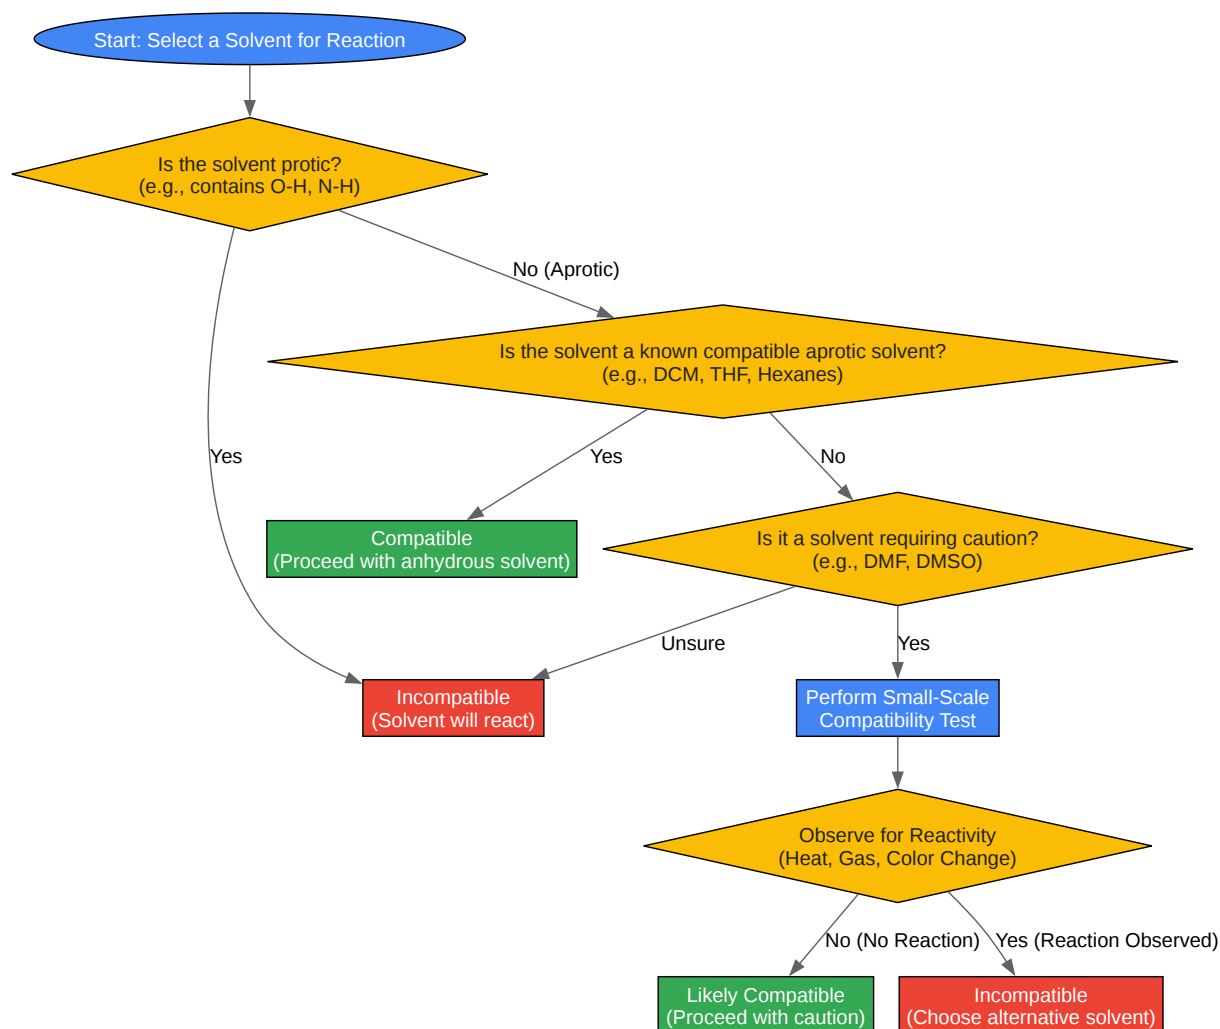 Start: Select a Solvent for Reaction
Is the solvent protic?
(e.g., contains O-H, N-H)
No (Aprotic)
Is the solvent a known compatible aprotic solvent?
(e.g., DCM, THF, Hexanes)
Yes
Yes
No
Compatible
(Proceed with anhydrous solvent)
Is it a solvent requiring caution?
(e.g., DMF, DMSO)
Unsure
Yes
Incompatible
(Solvent will react)
Perform Small-Scale
Compatibility Test
Observe for Reactivity
(Heat, Gas, Color Change)
No (No Reaction)
Yes (Reaction Observed)
Likely Compatible
(Proceed with caution)
Incompatible
(Choose alternative solvent)